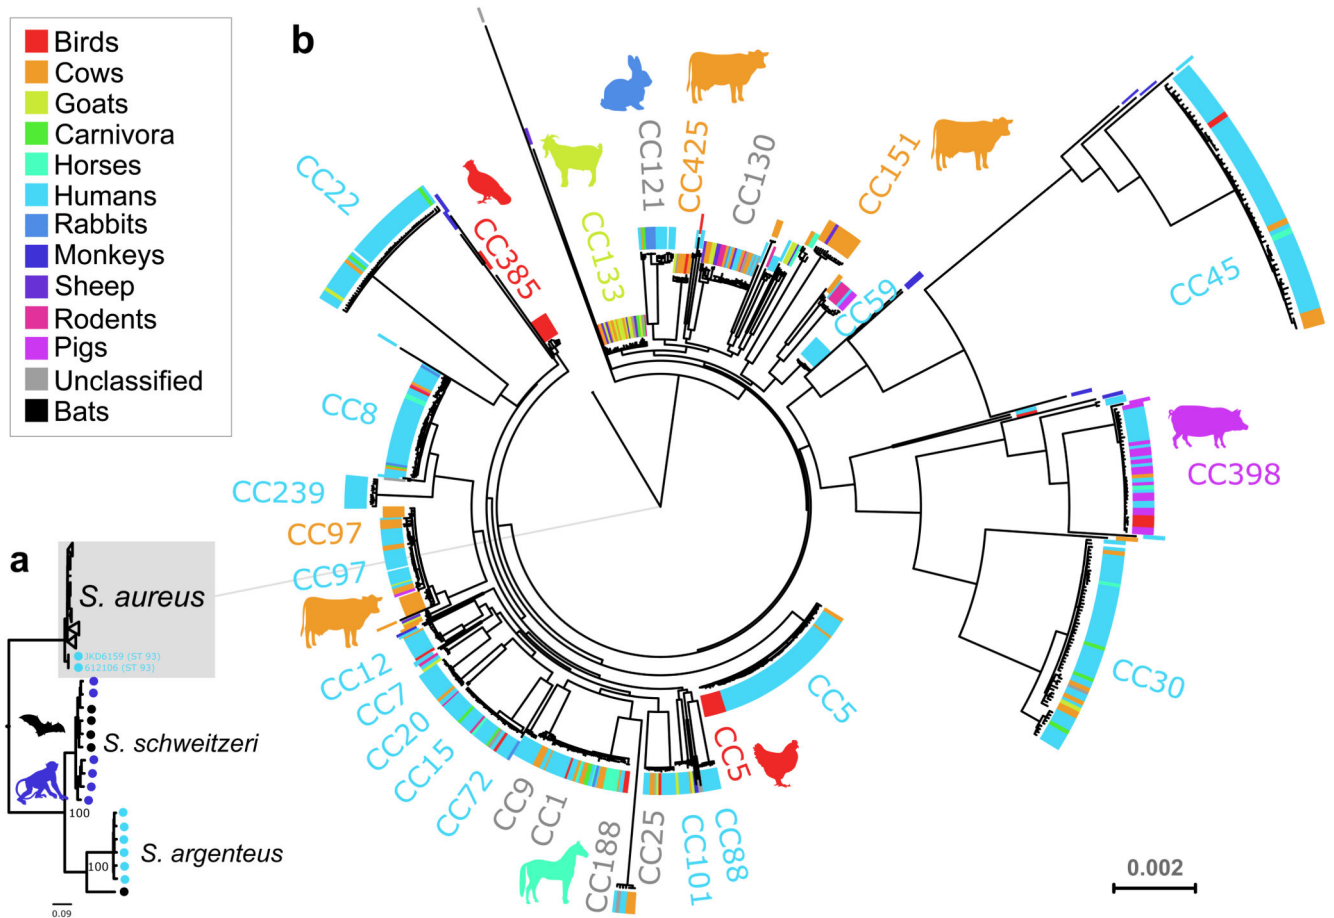 Birds
Cows
Goats
Carnivora
Horses
Humans
Rabbits
Monkeys
Sheep
Rodents
Pigs
Unclassified
Bats
b
CC22
CC385
CC133
CC121
CC425
CC130
CC151
CC59
CC45
CC398
CC30
CC5
CC5
CC88
CC101
CC25
CC188
CC1
CC9
CC72
CC15
CC20
CC7
CC12
CC97
CC97
CC239
CC8
0.002
a
S. aureus
JKD6159 (ST 93)
612106 (ST 93)
S. schweitzeri
100
S. argenteus
100
0.09